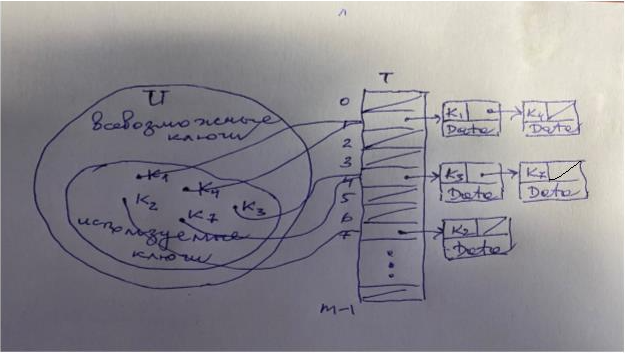 U
T
всевозможные
ключи
K1
K4
K2
K7
K3
используемые
ключи
0
1
2
3
4
5
6
7
m-1
K1
Data
K4
Data
K3
Data
K7
Data
K2
Data